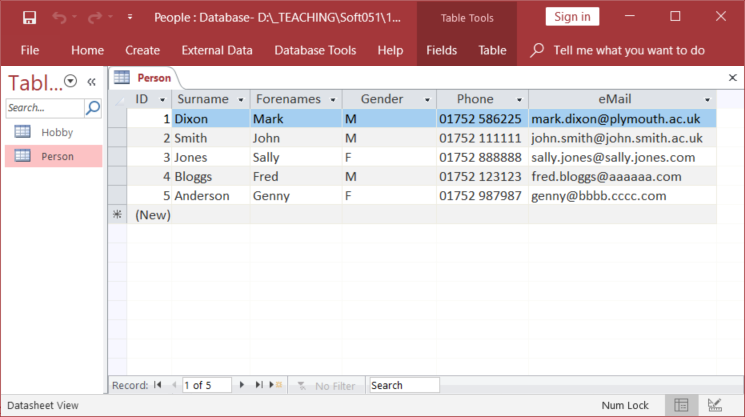 People : Database- D:\_TEACHING\Soft051\1... Table Tools Sign in
File Home Create External Data Database Tools Help Fields Table Tell me what you want to do
Tabl... «
Search...
Hobby
Person
Person
ID Surname Forenames Gender Phone eMail
1 Dixon Mark M 01752 586225 mark.dixon@plymouth.ac.uk
2 Smith John M 01752 111111 john.smith@john.smith.ac.uk
3 Jones Sally F 01752 888888 sally.jones@sally.jones.com
4 Bloggs Fred M 01752 123123 fred.bloggs@aaaaaa.com
5 Anderson Genny F 01752 987987 genny@bbbb.cccc.com
(New)
Record: 1 of 5 No Filter Search
Datasheet View Num Lock